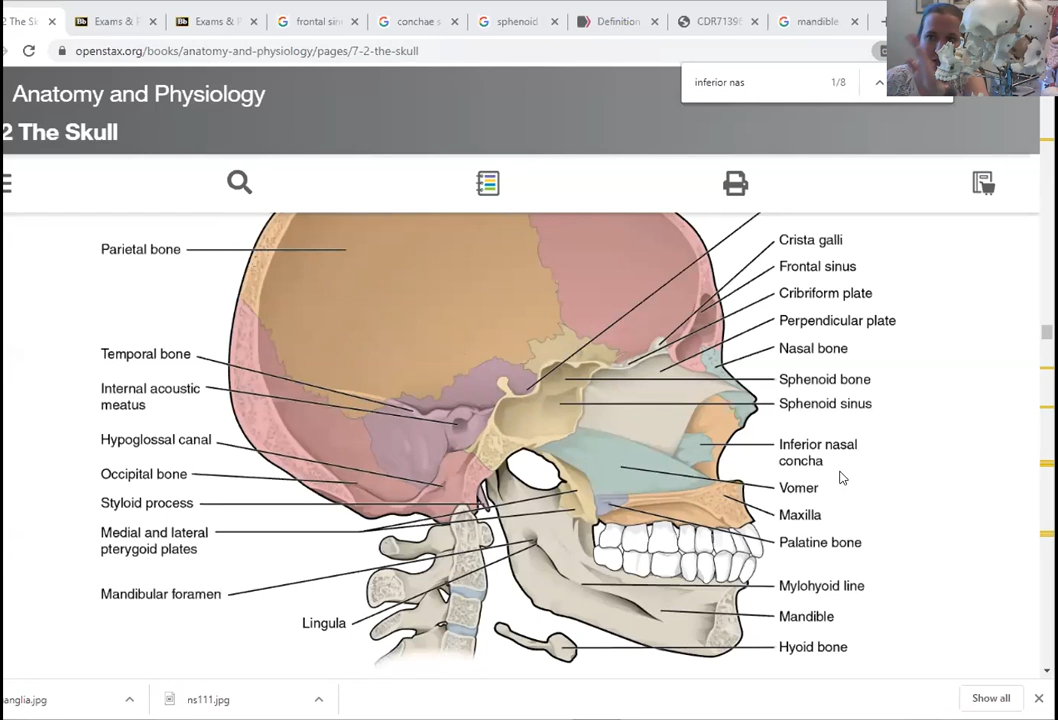 2 The Skull
Exams & P
Exams & P
frontal sin
conchae s
sphenoid
Definition
CDR7139
mandible
openstax.org/books/anatomy-and-physiology/pages/7-2-the-skull
inferior nas
1/8
Anatomy and Physiology
2 The Skull
Parietal bone
Temporal bone
Internal acoustic
meatus
Hypoglossal canal
Occipital bone
Styloid process
Medial and lateral
pterygoid plates
Mandibular foramen
Lingula
Crista galli
Frontal sinus
Cribriform plate
Perpendicular plate
Nasal bone
Sphenoid bone
Sphenoid sinus
Inferior nasal
concha
Vomer
Maxilla
Palatine bone
Mylohyoid line
Mandible
Hyoid bone
anglia.jpg
ns111.jpg
Show all